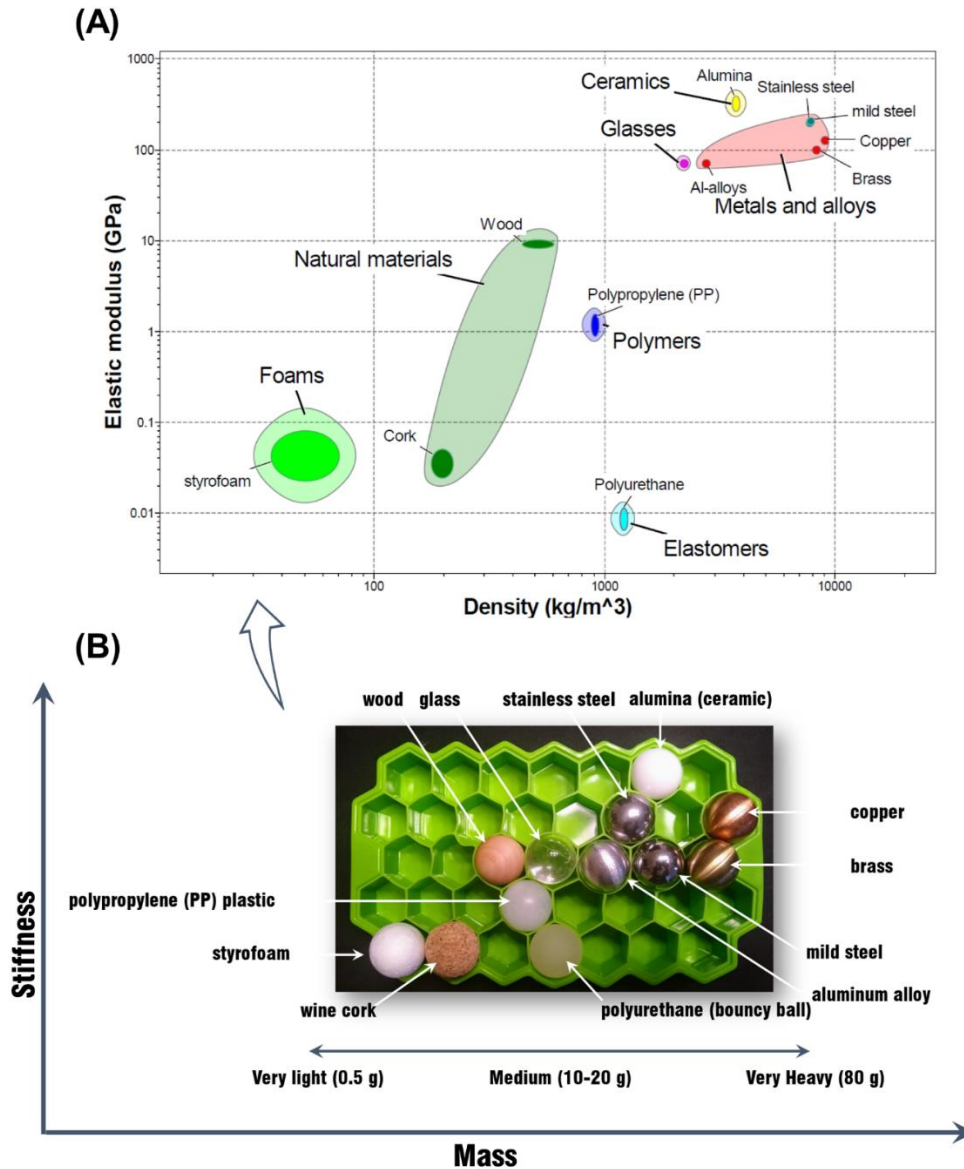 (A)
Elastic modulus (GPa)
1000
100
10
1
0.1
0.01
Ceramics
Alumina
Stainless steel
mild steel
Glasses
Copper
Al-alloys
Brass
Metals and alloys
Wood
Natural materials
Polypropylene (PP)
Polymers
Foams
Cork
styrofoam
Polyurethane
Elastomers
100
1000
10000
Density (kg/m^3)
(B)
Stiffness
wood
glass
stainless steel
alumina (ceramic)
copper
brass
polypropylene (PP) plastic
styrofoam
mild steel
wine cork
polyurethane (bouncy ball)
aluminum alloy
Very light (0.5 g)
Medium (10-20 g)
Very Heavy (80 g)
Mass